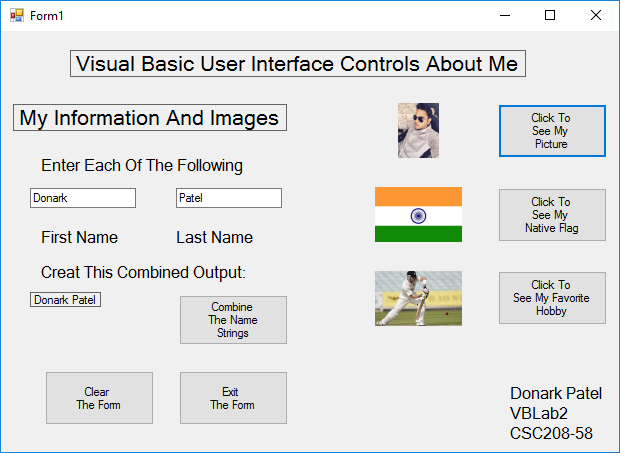 Form1
Visual Basic User Interface Controls About Me
My Information And Images
Enter Each Of The Following
Donark
Patel
First Name
Last Name
Creat This Combined Output:
Donark Patel
Combine
The Name
Strings
Clear
The Form
Exit
The Form
Click To
See My
Picture
Click To
See My
Native Flag
Click To
See My Favorite
Hobby
Donark Patel
VBLab2
CSC208-58